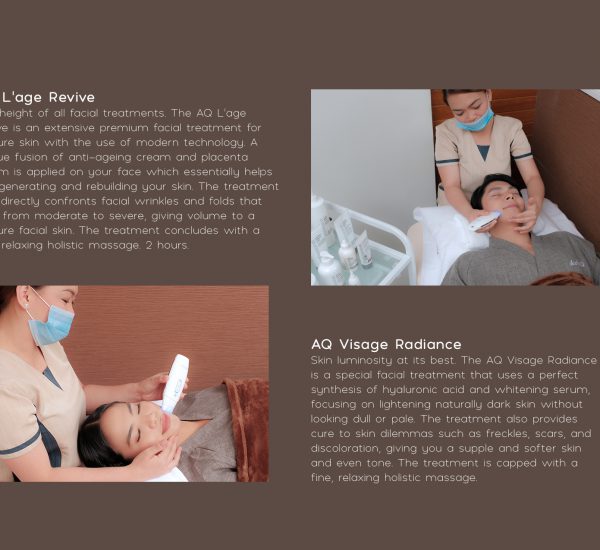 L'age Revive
height of all facial treatments. The AQ L'age
is an extensive premium facial treatment for
skin with the use of modern technology. A
fusion of anti-ageing cream and placenta
is applied on your face which essentially helps
generating and rebuilding your skin. The treatment
directly confronts facial wrinkles and folds that
from moderate to severe, giving volume to a
facial skin. The treatment concludes with a
relaxing holistic massage. 2 hours.
AQ Visage Radiance
Skin luminosity at its best. The AQ Visage Radiance
is a special facial treatment that uses a perfect
synthesis of hyaluronic acid and whitening serum,
focusing on lightening naturally dark skin without
looking dull or pale. The treatment also provides
cure to skin dilemmas such as freckles, scars, and
discoloration, giving you a supple and softer skin
and even tone. The treatment is capped with a
fine, relaxing holistic massage.